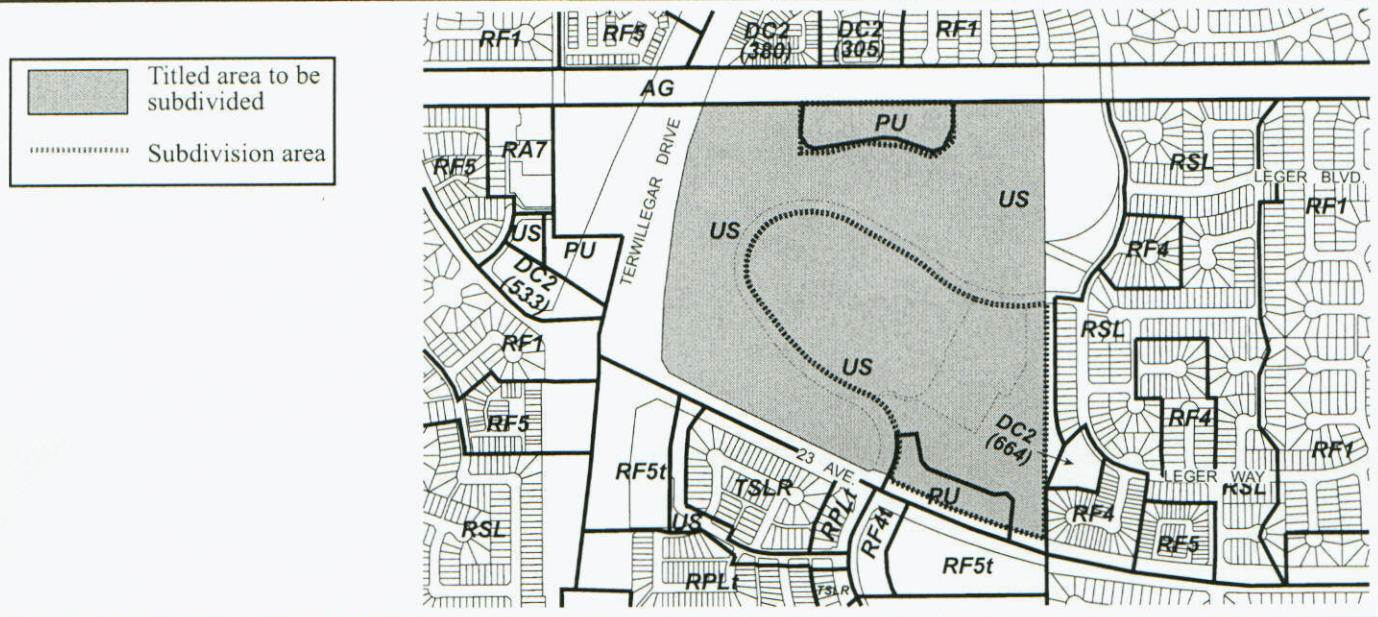 Titled area to be
subdivided
Subdivision area
RF1
RF5
DC2
(380)
DC2
(305)
RF1
AG
RF5
RA7
US
PU
DC2
(533)
TERWILLEGAR DRIVE
PU
US
US
US
RSL
LEGER BLVD
RF1
RF4
RSL
RF1
RF5
RF4
RF1
DC2
(664)
LEGER WAY
RSL
RF4
RF5
23 AVE.
PU
RF5t
TSLR
RPLt
RF4t
US
RSL
RPLt
TSLR
RF5t